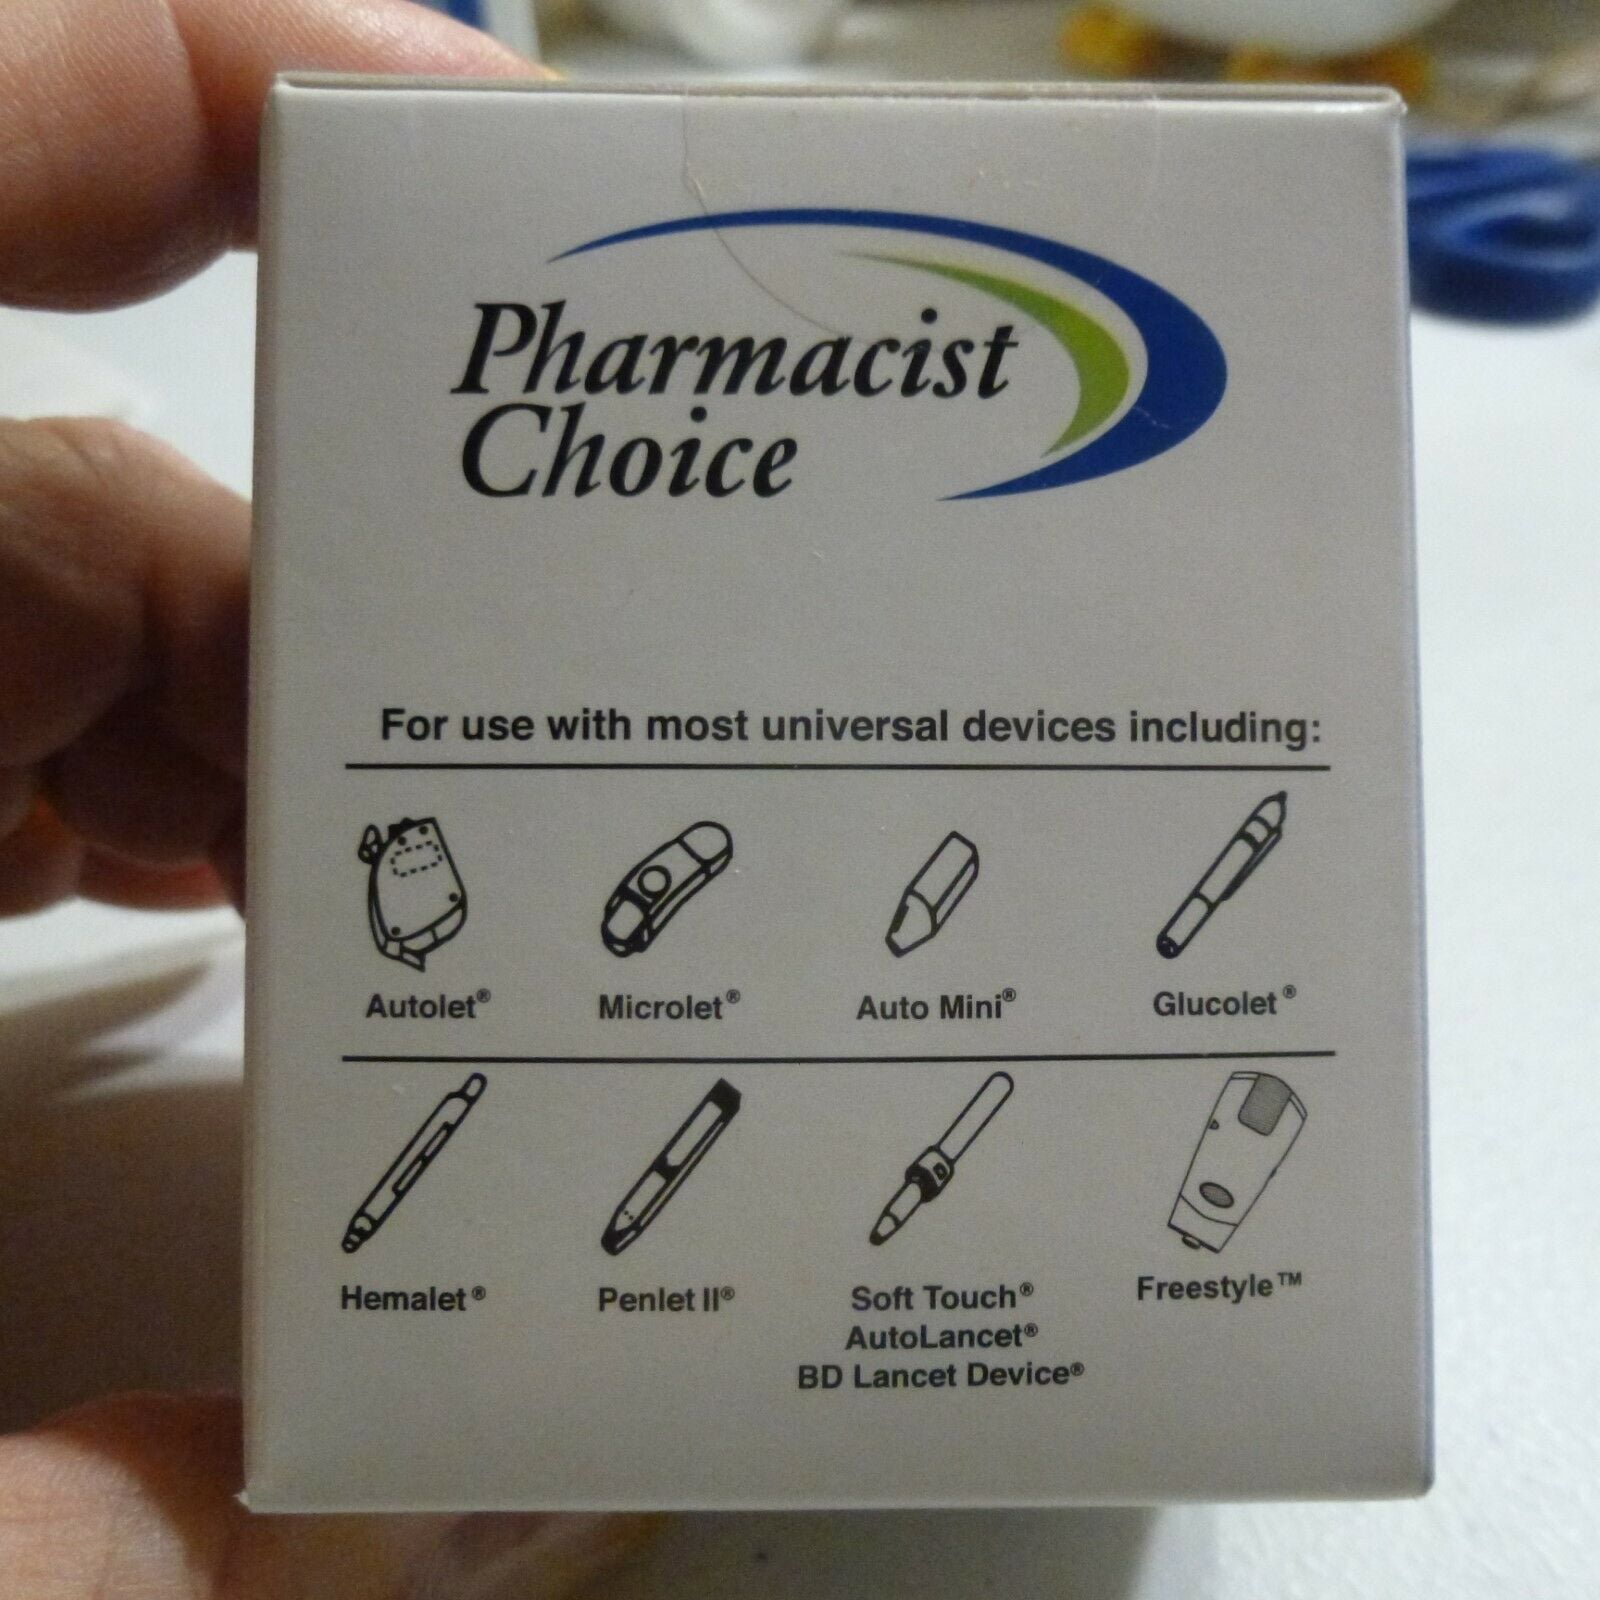 Pharmacist
Choice
For use with most universal devices including:
Autolet® Microlet® Auto Mini® Glucolet®
Hemalet® Penlet II® Soft Touch® Freestyle™
AutoLancet®
BD Lancet Device®